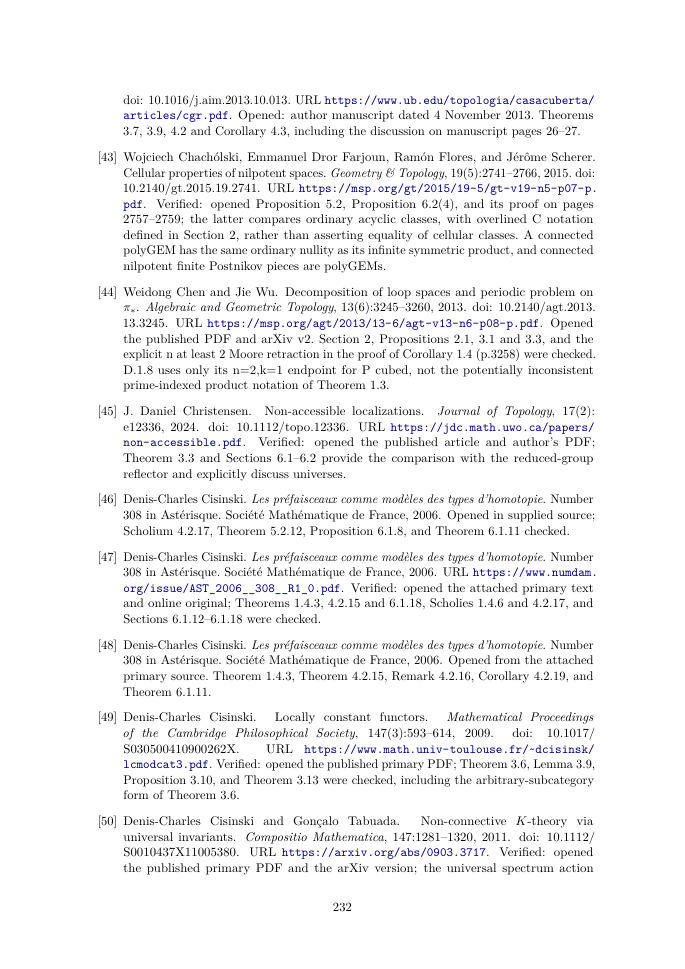 doi: 10.1016/j.aim.2013.10.013. URL https://www.ub.edu/topologia/casacuberta/
articles/cgr.pdf. Opened: author manuscript dated 4 November 2013. Theorems
3.7, 3.9, 4.2 and Corollary 4.3, including the discussion on manuscript pages 26–27.
[43] Wojciech Chachólski, Emmanuel Dror Farjoun, Ramón Flores, and Jérôme Scherer.
Cellular properties of nilpotent spaces. Geometry & Topology, 19(5):2741–2766, 2015. doi:
10.2140/gt.2015.19.2741. URL https://msp.org/gt/2015/19-5/gt-v19-n5-p07-p.
pdf. Verified: opened Proposition 5.2, Proposition 6.2(4), and its proof on pages
2757–2759; the latter compares ordinary acyclic classes, with overlined C notation
defined in Section 2, rather than asserting equality of cellular classes. A connected
polyGEM has the same ordinary nullity as its infinite symmetric product, and connected
nilpotent finite Postnikov pieces are polyGEMs.
[44] Weidong Chen and Jie Wu. Decomposition of loop spaces and periodic problem on
π∗. Algebraic and Geometric Topology, 13(6):3245–3260, 2013. doi: 10.2140/agt.2013.
13.3245. URL https://msp.org/agt/2013/13-6/agt-v13-n6-p08-p.pdf. Opened
the published PDF and arXiv v2. Section 2, Propositions 2.1, 3.1 and 3.3, and the
explicit n at least 2 Moore retraction in the proof of Corollary 1.4 (p.3258) were checked.
D.1.8 uses only its n=2,k=1 endpoint for P cubed, not the potentially inconsistent
prime-indexed product notation of Theorem 1.3.
[45] J. Daniel Christensen. Non-accessible localizations. Journal of Topology, 17(2):
e12336, 2024. doi: 10.1112/topo.12336. URL https://jdc.math.uwo.ca/papers/
non-accessible.pdf. Verified: opened the published article and author's PDF;
Theorem 3.3 and Sections 6.1–6.2 provide the comparison with the reduced-group
reflector and explicitly discuss universes.
[46] Denis-Charles Cisinski. Les préfaisceaux comme modèles des types d'homotopie. Number
308 in Astérisque. Société Mathématique de France, 2006. Opened in supplied source;
Scholium 4.2.17, Theorem 5.2.12, Proposition 6.1.8, and Theorem 6.1.11 checked.
[47] Denis-Charles Cisinski. Les préfaisceaux comme modèles des types d'homotopie. Number
308 in Astérisque. Société Mathématique de France, 2006. URL https://www.numdam.
org/issue/AST_2006__308__R1_0.pdf. Verified: opened the attached primary text
and online original; Theorems 1.4.3, 4.2.15 and 6.1.18, Scholies 1.4.6 and 4.2.17, and
Sections 6.1.12–6.1.18 were checked.
[48] Denis-Charles Cisinski. Les préfaisceaux comme modèles des types d'homotopie. Number
308 in Astérisque. Société Mathématique de France, 2006. Opened from the attached
primary source. Theorem 1.4.3, Theorem 4.2.15, Remark 4.2.16, Corollary 4.2.19, and
Theorem 6.1.11.
[49] Denis-Charles Cisinski. Locally constant functors. Mathematical Proceedings
of the Cambridge Philosophical Society, 147(3):593–614, 2009. doi: 10.1017/
S030500410900262X. URL https://www.math.univ-toulouse.fr/~dcisinsk/
lcmodcat3.pdf. Verified: opened the published primary PDF; Theorem 3.6, Lemma 3.9,
Proposition 3.10, and Theorem 3.13 were checked, including the arbitrary-subcategory
form of Theorem 3.6.
[50] Denis-Charles Cisinski and Gonçalo Tabuada. Non-connective K-theory via
universal invariants. Compositio Mathematica, 147:1281–1320, 2011. doi: 10.1112/
S0010437X11005380. URL https://arxiv.org/abs/0903.3717. Verified: opened
the published primary PDF and the arXiv version; the universal spectrum action
232